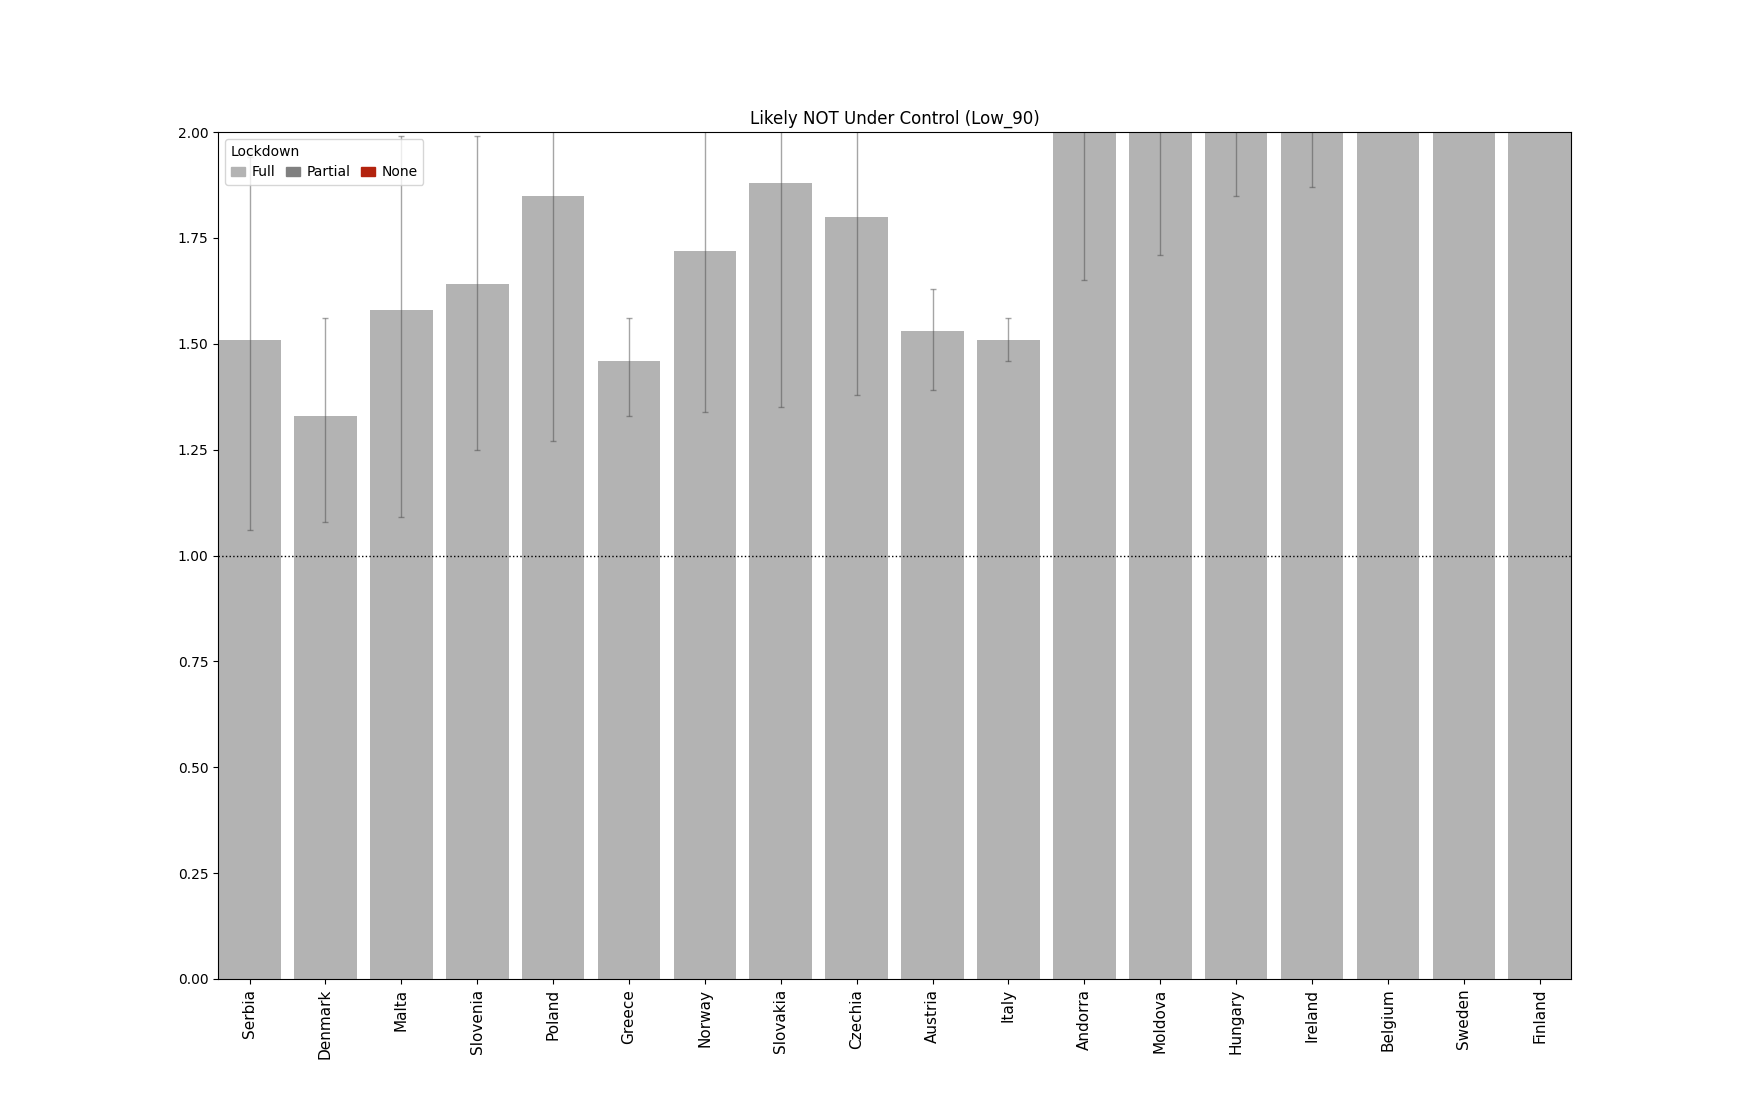 Likely NOT Under Control (Low_90)
Lockdown
Full Partial None
2.00
1.75
1.50
1.25
1.00
0.75
0.50
0.25
0.00
Serbia
Denmark
Malta
Slovenia
Poland
Greece
Norway
Slovakia
Czechia
Austria
Italy
Andorra
Moldova
Hungary
Ireland
Belgium
Sweden
Finland